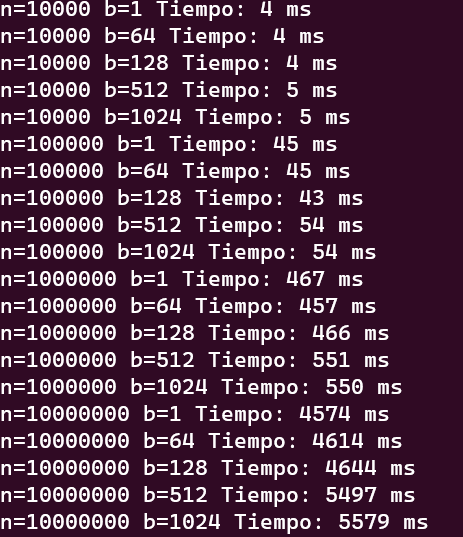 n=10000 b=1 Tiempo: 4 ms
n=10000 b=64 Tiempo: 4 ms
n=10000 b=128 Tiempo: 4 ms
n=10000 b=512 Tiempo: 5 ms
n=10000 b=1024 Tiempo: 5 ms
n=100000 b=1 Tiempo: 45 ms
n=100000 b=64 Tiempo: 45 ms
n=100000 b=128 Tiempo: 43 ms
n=100000 b=512 Tiempo: 54 ms
n=100000 b=1024 Tiempo: 54 ms
n=1000000 b=1 Tiempo: 467 ms
n=1000000 b=64 Tiempo: 457 ms
n=1000000 b=128 Tiempo: 466 ms
n=1000000 b=512 Tiempo: 551 ms
n=1000000 b=1024 Tiempo: 550 ms
n=10000000 b=1 Tiempo: 4574 ms
n=10000000 b=64 Tiempo: 4614 ms
n=10000000 b=128 Tiempo: 4644 ms
n=10000000 b=512 Tiempo: 5497 ms
n=10000000 b=1024 Tiempo: 5579 ms